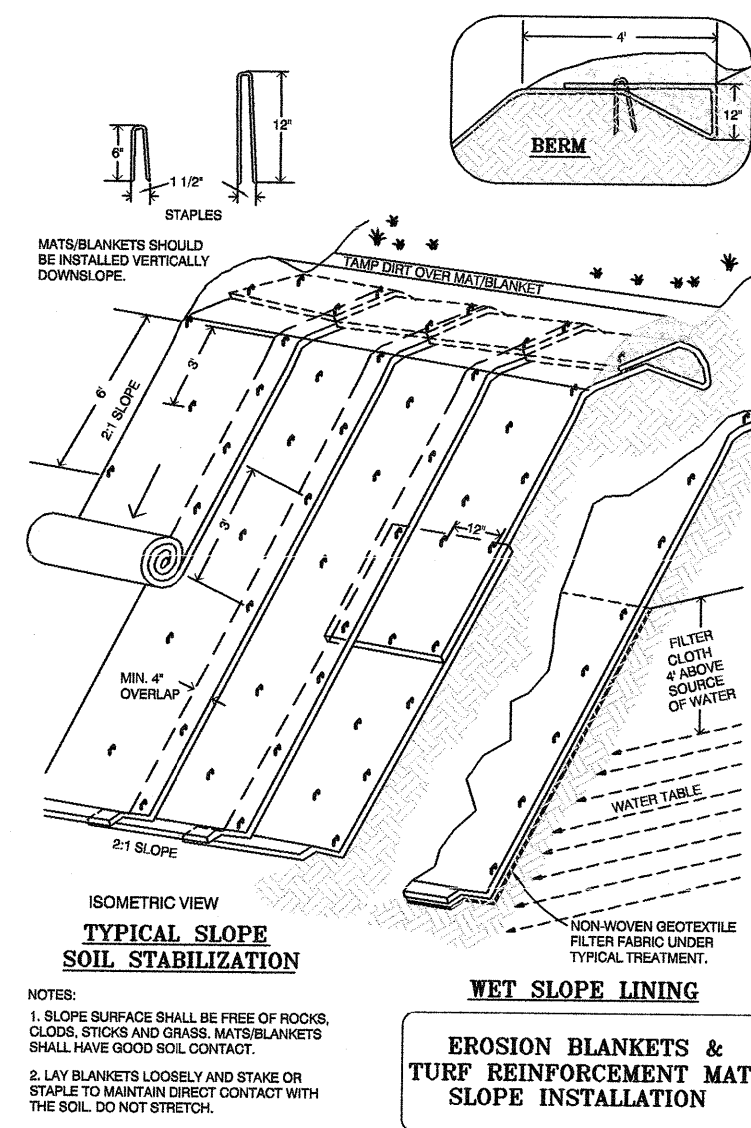 4'
12"
BERM
6"
12"
1 1/2"
STAPLES
MATS/BLANKETS SHOULD
BE INSTALLED VERTICALLY
DOWNSLOPE.
TAMP DIRT OVER MAT/BLANKET
6'
2:1 SLOPE
3'
3'
12"
MIN. 4"
OVERLAP
2:1 SLOPE
FILTER
CLOTH
4' ABOVE
SOURCE
OF WATER
WATER TABLE
ISOMETRIC VIEW
TYPICAL SLOPE
SOIL STABILIZATION
NON-WOVEN GEOTEXTILE
FILTER FABRIC UNDER
TYPICAL TREATMENT.
WET SLOPE LINING
NOTES:
1. SLOPE SURFACE SHALL BE FREE OF ROCKS,
CLODS, STICKS AND GRASS. MATS/BLANKETS
SHALL HAVE GOOD SOIL CONTACT.
2. LAY BLANKETS LOOSELY AND STAKE OR
STAPLE TO MAINTAIN DIRECT CONTACT WITH
THE SOIL. DO NOT STRETCH.
EROSION BLANKETS &
TURF REINFORCEMENT MAT
SLOPE INSTALLATION